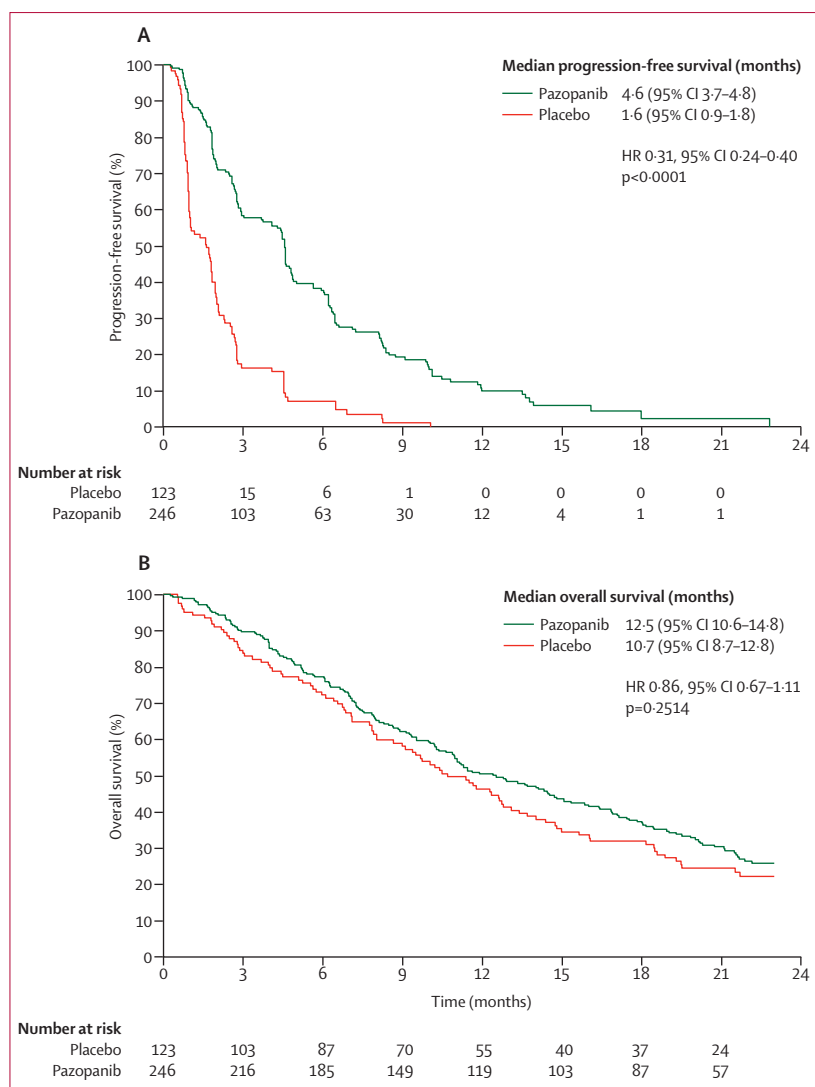 A
Median progression-free survival (months)
Pazopanib 4·6 (95% CI 3·7–4·8)
Placebo 1·6 (95% CI 0·9–1·8)
HR 0·31, 95% CI 0·24–0·40
p<0·0001
Progression-free survival (%)
100
90
80
70
60
50
40
30
20
10
0
0 3 6 9 12 15 18 21 24
Number at risk
Placebo 123 15 6 1 0 0 0 0
Pazopanib 246 103 63 30 12 4 1 1
B
Median overall survival (months)
Pazopanib 12·5 (95% CI 10·6–14·8)
Placebo 10·7 (95% CI 8·7–12·8)
HR 0·86, 95% CI 0·67–1·11
p=0·2514
Overall survival (%)
100
90
80
70
60
50
40
30
20
10
0
0 3 6 9 12 15 18 21 24
Time (months)
Number at risk
Placebo 123 103 87 70 55 40 37 24
Pazopanib 246 216 185 149 119 103 87 57